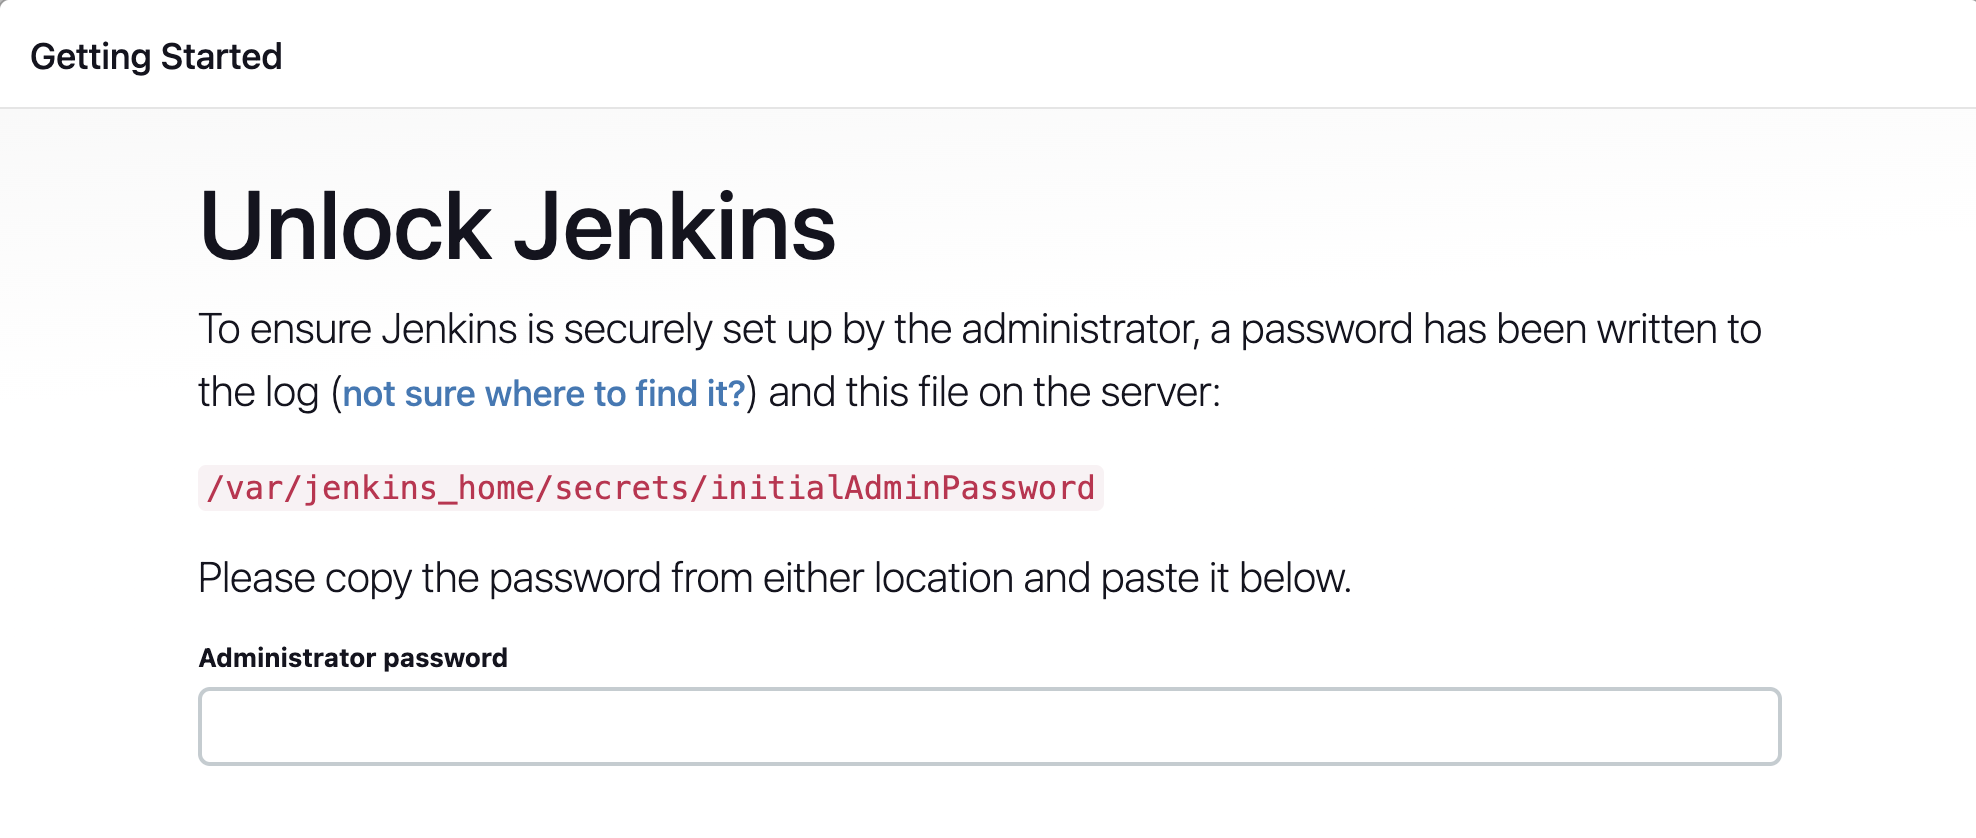 Getting Started
Unlock Jenkins
To ensure Jenkins is securely set up by the administrator, a password has been written to
the log (not sure where to find it?) and this file on the server:
/var/jenkins_home/secrets/initialAdminPassword
Please copy the password from either location and paste it below.
Administrator password